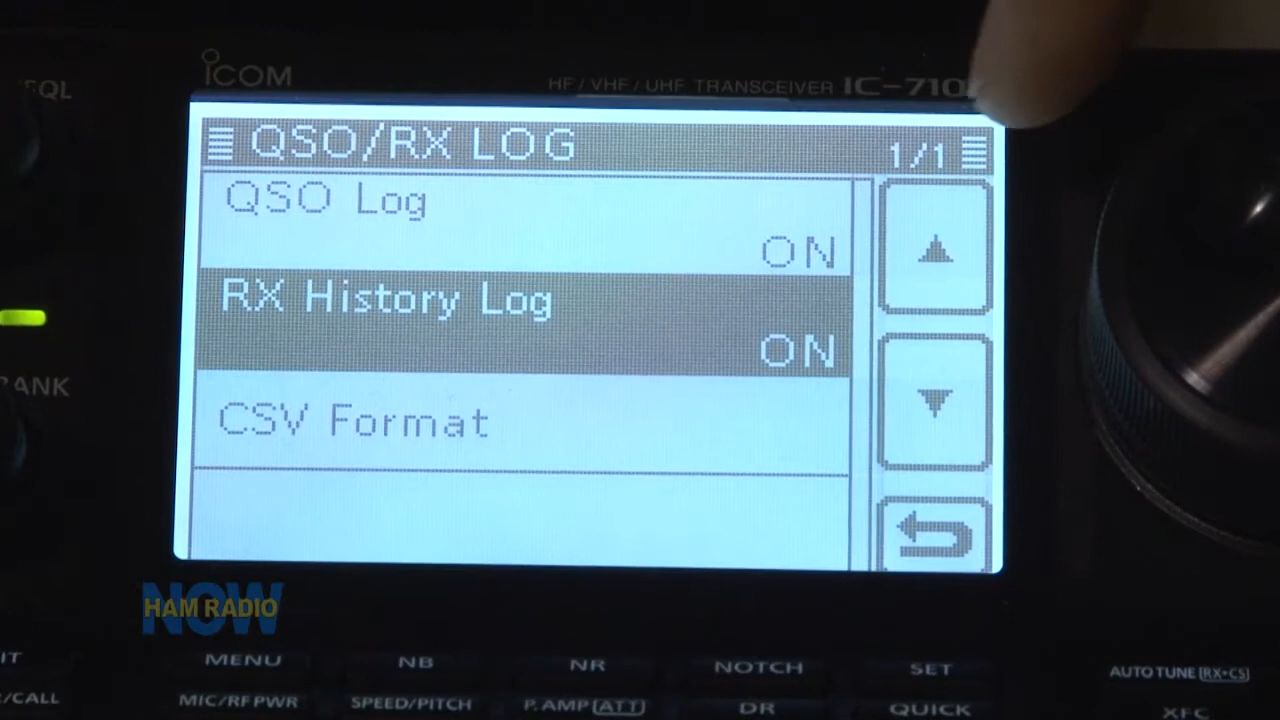 ICOM
HF/VHF/UHF TRANSCEIVER
QSO/RX LOG 1/1
QSO Log
ON
RX History Log
ON
CSV Format
HAM RADIO
NOW
MENU NB NR NOTCH SET
AUTO TUNE RX➔CS
MIC/RF PWR SPEED/PITCH P.AMP ATT DR QUICK
XFC